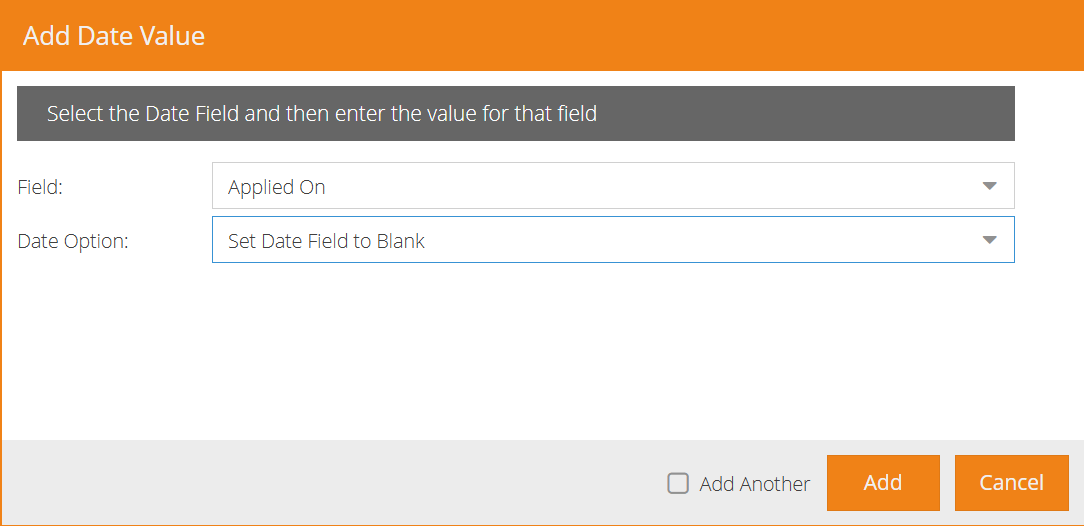 Add Date Value
Select the Date Field and then enter the value for that field
Field:
Applied On
Date Option:
Set Date Field to Blank
Add Another
Add
Cancel